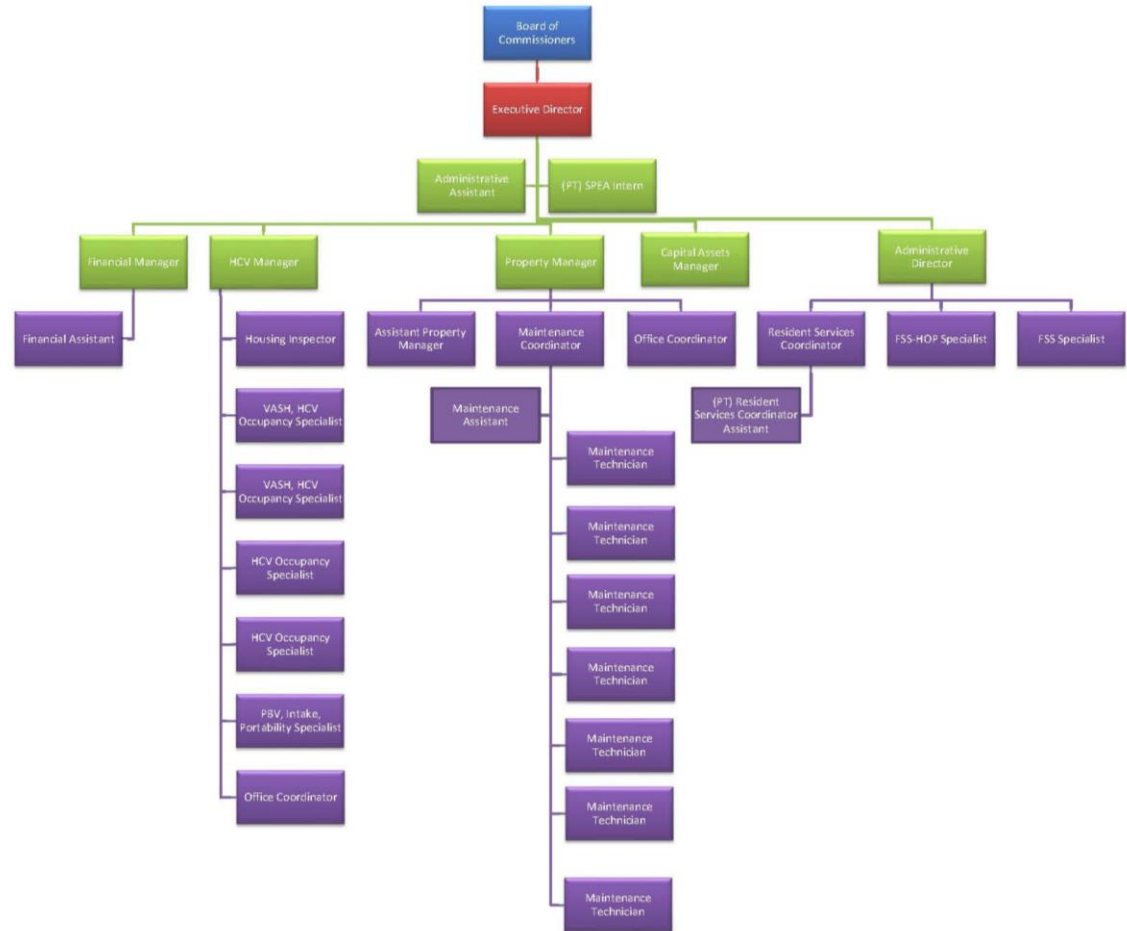 Board of
Commissioners
Executive Director
Administrative
Assistant
(PT) SPEA Intern
Financial Manager
HCV Manager
Property Manager
Capital Assets
Manager
Administrative
Director
Financial Assistant
Housing Inspector
Assistant Property
Manager
Maintenance
Coordinator
Office Coordinator
Resident Services
Coordinator
FSS-HOP Specialist
FSS Specialist
VASH, HCV
Occupancy Specialist
Maintenance
Assistant
(PT) Resident
Services Coordinator
Assistant
VASH, HCV
Occupancy Specialist
HCV Occupancy
Specialist
HCV Occupancy
Specialist
PBV, Intake,
Portability Specialist
Office Coordinator
Maintenance
Technician
Maintenance
Technician
Maintenance
Technician
Maintenance
Technician
Maintenance
Technician
Maintenance
Technician
Maintenance
Technician